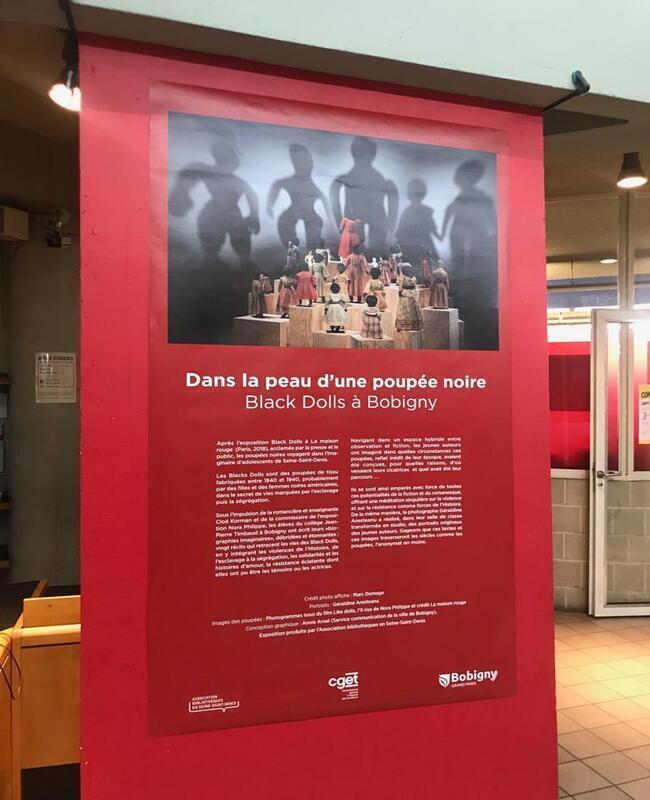 Dans la peau d'une poupée noire
Black Dolls à Bobigny
Après l'exposition Black Dolls à La maison
rouge (Paris, 2018), acclamée par la presse et le
public, les poupées noires voyagent dans l'ima-
ginaire d'adolescents de Seine-Saint-Denis.
Les Blacks Dolls sont des poupées de tissu
fabriquées entre 1840 et 1940, probablement
par des filles et des femmes noires américaines,
dans le secret de vies marquées par l'esclavage
puis la ségrégation.
Sous l'impulsion de la romancière et enseignante
Cloé Korman et de la commissaire de l'exposi-
tion Nora Philippe, les élèves du collège Jean-
Pierre Timbaud à Bobigny ont écrit leurs «bio-
graphies imaginaires», débridées et étonnantes :
vingt récits qui retracent les vies des Black Dolls,
en y intégrant les violences de l'Histoire, de
l'esclavage à la ségrégation, les solidarités et les
histoires d'amour, la résistance éclatante dont
elles ont pu être les témoins ou les actrices.
Navigant dans un espace hybride entre
observation et fiction, les jeunes auteurs
ont imaginé dans quelles circonstances ces
poupées, reflet inédit de leur époque, avaient
été conçues, pour quelles raisons, d'où
venaient leurs cicatrices et quel avait été leur
parcours ....
Ils se sont ainsi emparés avec force de toutes
ces potentialités de la fiction et du romanesque,
offrant une méditation singulière sur la violence
et sur la résistance comme forces de l'Histoire.
De la même manière, la photographe Géraldine
Aresteanu a réalisé, dans leur salle de classe
transformée en studio, des portraits originaux
des jeunes auteurs. Gageons que ces textes et
ces images traverseront les siècles comme les
poupées, l'anonymat en moins.
Crédit photo affiche : Marc Domage
Portraits : Géraldine Aresteanu
Images des poupées : Photogrammes issus du film Like dolls, I'll rise de Nora Philippe et crédit La maison rouge
Conception graphique : Annie Arnal (Service communication de la ville de Bobigny).
Exposition produite par l'Association bibliothèques en Seine-Saint-Denis
ASSOCIATION
BIBLIOTHÈQUES
EN SEINE-SAINT-DENIS
cget
Bobigny
GRAND PARIS